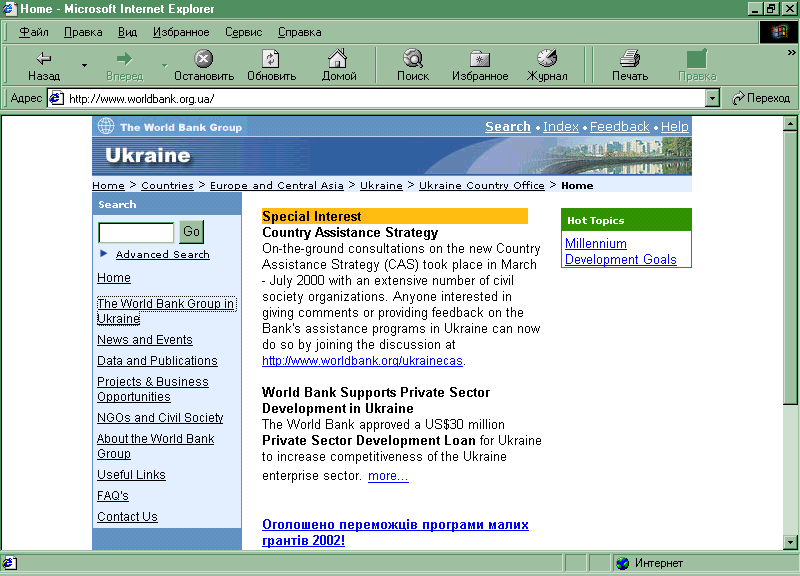 Home - Microsoft Internet Explorer
Файл Правка Вид Избранное Сервис Справка
Назад Вперед Остановить Обновить Домой Поиск Избранное Журнал Печать Правка
Адрес http://www.worldbank.org.ua/ Переход
The World Bank Group Search Index Feedback Help
Ukraine
Home > Countries > Europe and Central Asia > Ukraine > Ukraine Country Office > Home
Search
Go
Advanced Search
Home
The World Bank Group in
Ukraine
News and Events
Data and Publications
Projects & Business
Opportunities
NGOs and Civil Society
About the World Bank
Group
Useful Links
FAQ's
Contact Us
Special Interest
Country Assistance Strategy
On-the-ground consultations on the new Country
Assistance Strategy (CAS) took place in March
- July 2000 with an extensive number of civil
society organizations. Anyone interested in
giving comments or providing feedback on the
Bank's assistance programs in Ukraine can now
do so by joining the discussion at
http://www.worldbank.org/ukrainecas.
World Bank Supports Private Sector
Development in Ukraine
The World Bank approved a US$30 million
Private Sector Development Loan for Ukraine
to increase competitiveness of the Ukraine
enterprise sector. more...
Оголошено переможців програми малих
грантів 2002!
Hot Topics
Millennium
Development Goals
Интернет